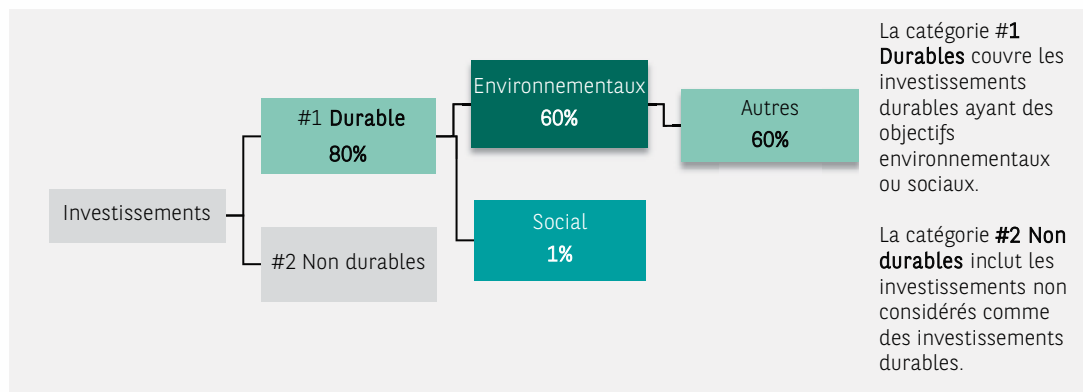 Investissements
#1 Durable
80%
#2 Non durables
Environnementaux
60%
Social
1%
Autres
60%
La catégorie #1
Durables couvre les
investissements
durables ayant des
objectifs
environnementaux
ou sociaux.
La catégorie #2 Non
durables inclut les
investissements non
considérés comme
des investissements
durables.